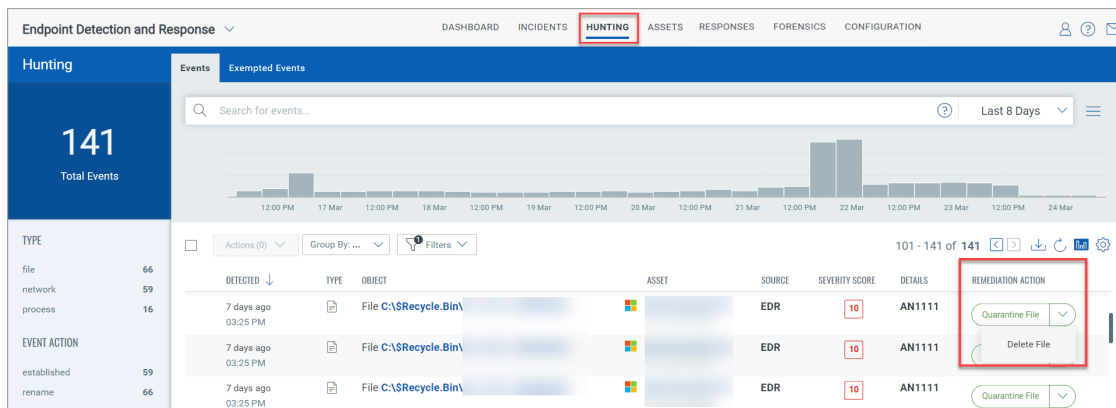 Endpoint Detection and Response
DASHBOARD INCIDENTS HUNTING ASSETS RESPONSES FORENSICS CONFIGURATION
Hunting
Events Exempted Events
Search for events...
Last 8 Days
141
Total Events
12:00 PM 17 Mar 12:00 PM 18 Mar 12:00 PM 19 Mar 12:00 PM 20 Mar 12:00 PM 21 Mar 12:00 PM 22 Mar 12:00 PM 23 Mar 12:00 PM 24 Mar
TYPE
file 66
network 59
process 16
EVENT ACTION
established 59
rename 66
Actions (0) Group By: ... 1 Filters 101 - 141 of 141
DETECTED TYPE OBJECT ASSET SOURCE SEVERITY SCORE DETAILS REMEDIATION ACTION
7 days ago File C:\$Recycle.Bin\ EDR 10 AN1111 Quarantine File
03:25 PM
Delete File
7 days ago File C:\$Recycle.Bin\ EDR 10 AN1111
03:25 PM
7 days ago File C:\$Recycle.Bin\ EDR 10 AN1111 Quarantine File
03:25 PM